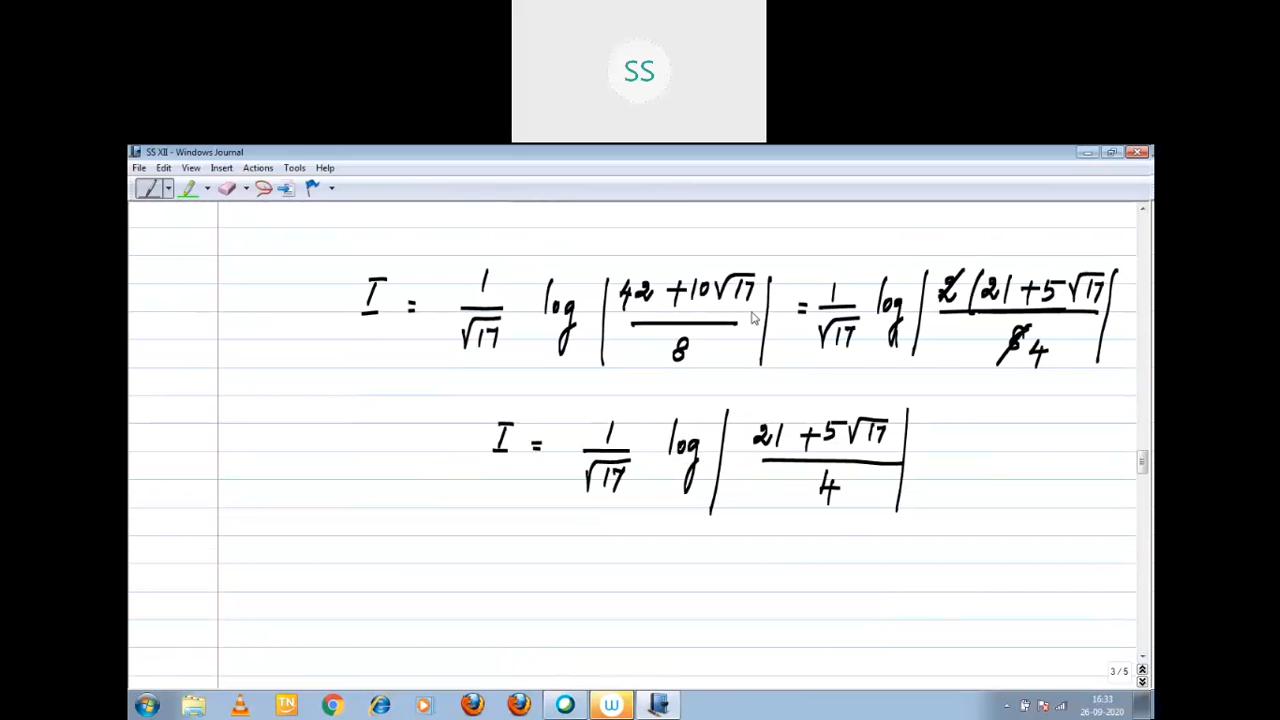 SS
SS XII - Windows Journal
File Edit View Insert Actions Tools Help
I = 1/√17 log |(42 + 10√17)/8| = 1/√17 log |2(21 + 5√17)/8 4|
I = 1/√17 log |(21 + 5√17)/4|
3 / 5
TN
W
16:33
26-09-2020